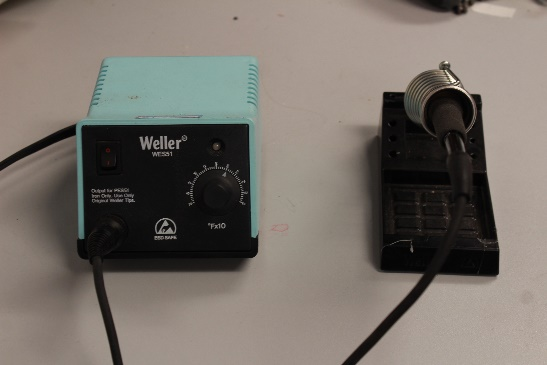 Weller®
WES51
Output for PES51
Iron Only. Use Only
Original Weller Tips.
°Fx10
ESD SAFE